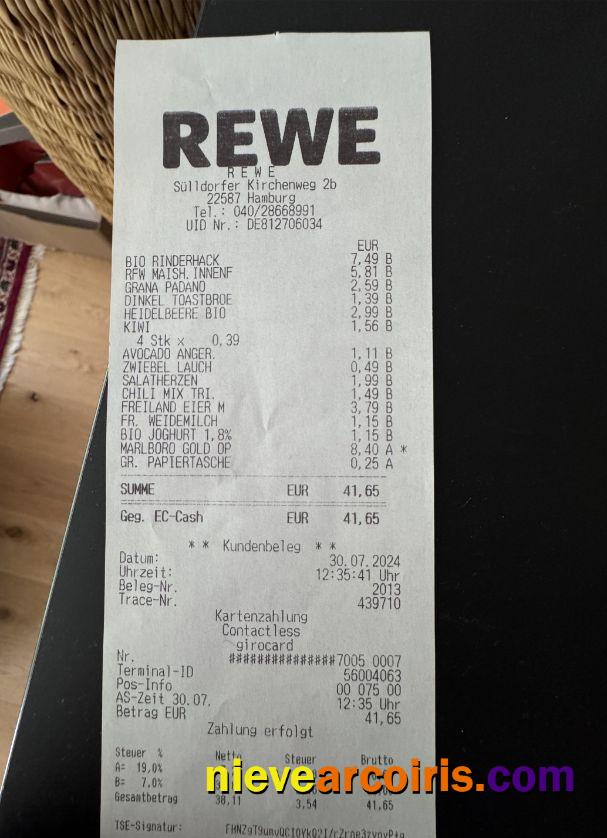 REWE
R E W E
Sülldorfer Kirchenweg 2b
22587 Hamburg
Tel.: 040/28668991
UID Nr.: DE812706034
EUR
BIO RINDERHACK 7,49 B
RFW MAISH.INNENF 5,81 B
GRANA PADANO 2,59 B
DINKEL TOASTBROE 1,39 B
HEIDELBEERE BIO 2,99 B
KIWI 1,56 B
4 Stk x 0,39
AVOCADO ANGER. 1,11 B
ZWIEBEL LAUCH 0,49 B
SALATHERZEN 1,99 B
CHILI MIX TRI. 1,49 B
FREILAND EIER M 3,79 B
FR. WEIDEMILCH 1,15 B
BIO JOGHURT 1,8% 1,15 B
MARLBORO GOLD OP 8,40 A *
GR. PAPIERTASCHE 0,25 A
SUMME EUR 41,65
Geg. EC-Cash EUR 41,65
* * Kundenbeleg * *
Datum: 30.07.2024
Uhrzeit: 12:35:41 Uhr
Beleg-Nr. 2013
Trace-Nr. 439710
Kartenzahlung
Contactless
girocard
Nr. ###############7005 0007
Terminal-ID 56004063
Pos-Info 00 075 00
AS-Zeit 30.07. 12:35 Uhr
Betrag EUR 41,65
Zahlung erfolgt
Steuer % Netto Steuer Brutto
A= 19,0%
B= 7,0%
Gesamtbetrag 38,11 3,54 41,65
nievearcoiris.com
TSE-Signatur: